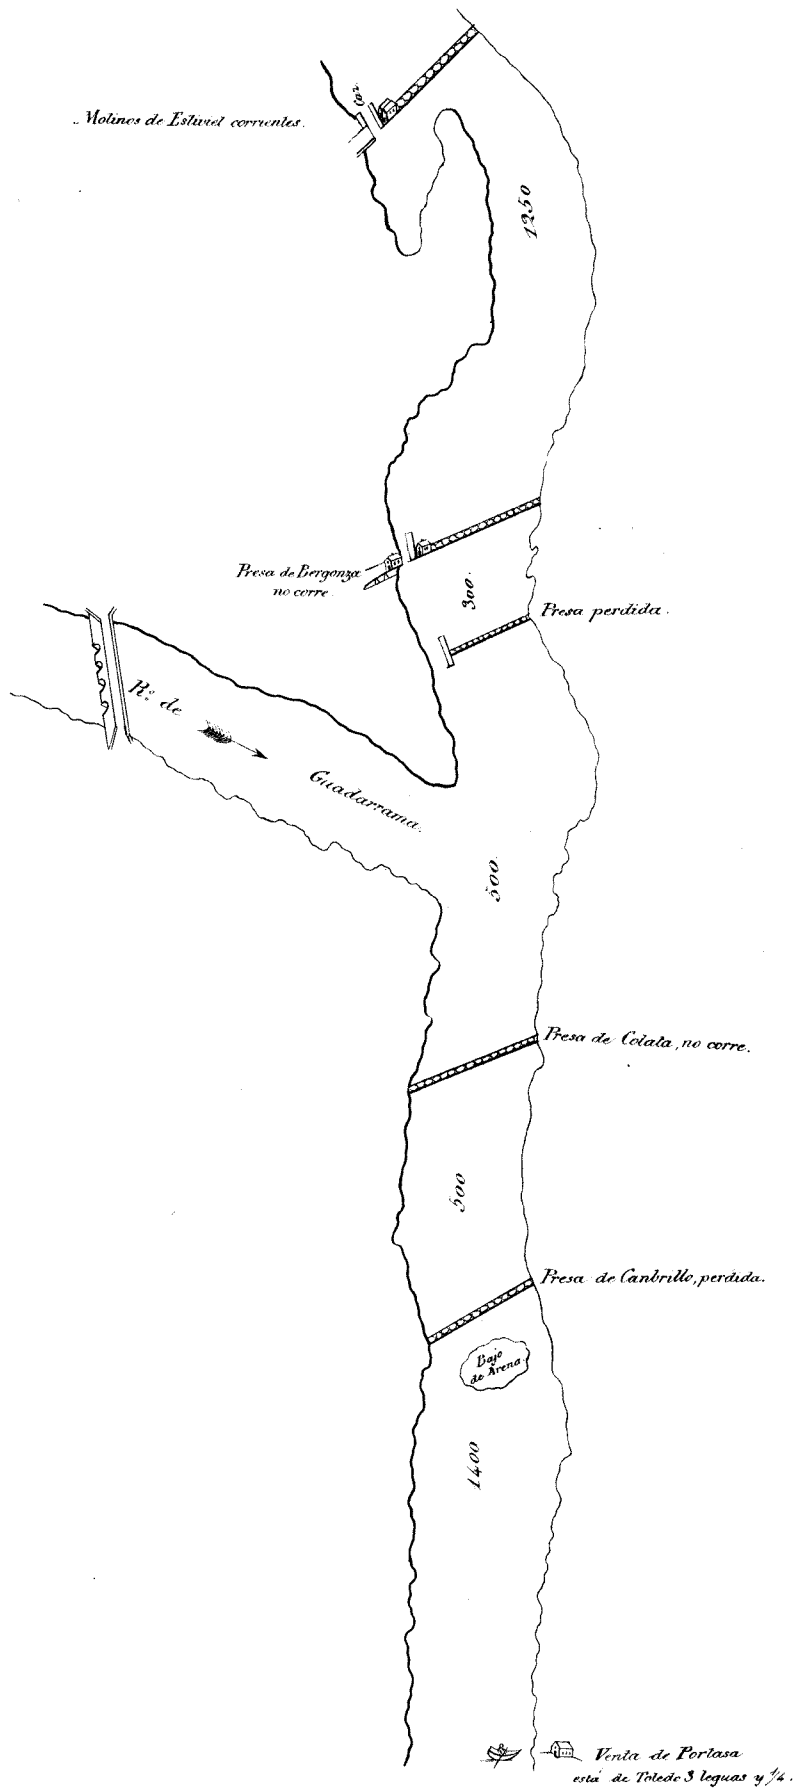 Coz.
Molinos de Estiviel corrientes.
1250
Presa de Bergonza
no corre.
300.
Presa perdida.
R.º de
Guadarrama.
500.
Presa de Colata, no corre.
500
Presa de Canbrillo, perdida.
Bajo
de Arena.
1400
Venta de Portasa
está de Toledo 3 leguas y 1/4.